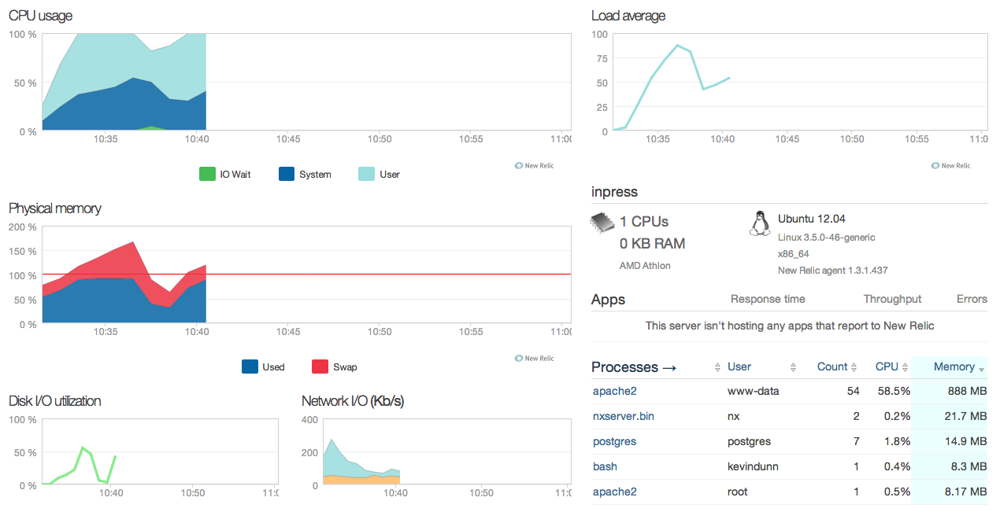 CPU usage
100 %
50 %
0 %
10:35 10:40 10:45 10:50 10:55 11:00
IO Wait System User
New Relic
Physical memory
200 %
150 %
100 %
50 %
0 %
10:35 10:40 10:45 10:50 10:55 11:00
Used Swap
New Relic
Disk I/O utilization
100 %
50 %
0 %
10:40 10:50 11:0
Network I/O (Kb/s)
400
200
0
10:40 10:50 11:0
Load average
100
75
50
25
0
10:35 10:40 10:45 10:50 10:55 11:0
New Relic
inpress
1 CPUs
0 KB RAM
AMD Athlon
Ubuntu 12.04
Linux 3.5.0-46-generic
x86_64
New Relic agent 1.3.1.437
Apps Response time Throughput Errors
This server isn't hosting any apps that report to New Relic
Processes → User Count CPU Memory
apache2 www-data 54 58.5% 888 MB
nxserver.bin nx 2 0.2% 21.7 MB
postgres postgres 7 1.8% 14.9 MB
bash kevindunn 1 0.4% 8.3 MB
apache2 root 1 0.5% 8.17 MB